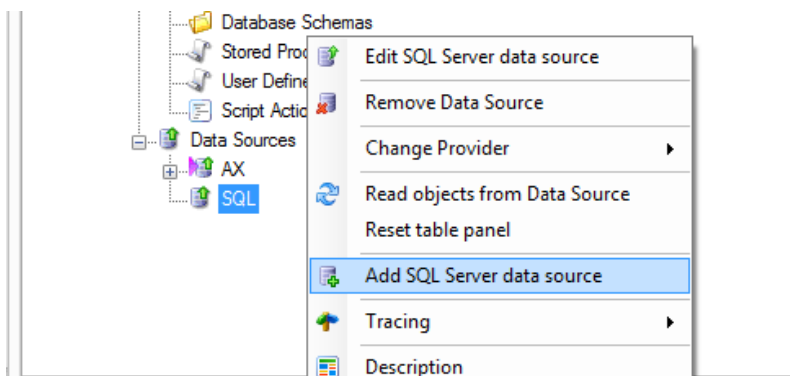 Database Schemas
Stored Proc
User Define
Script Actio
Data Sources
AX
SQL
Edit SQL Server data source
Remove Data Source
Change Provider
Read objects from Data Source
Reset table panel
Add SQL Server data source
Tracing
Description